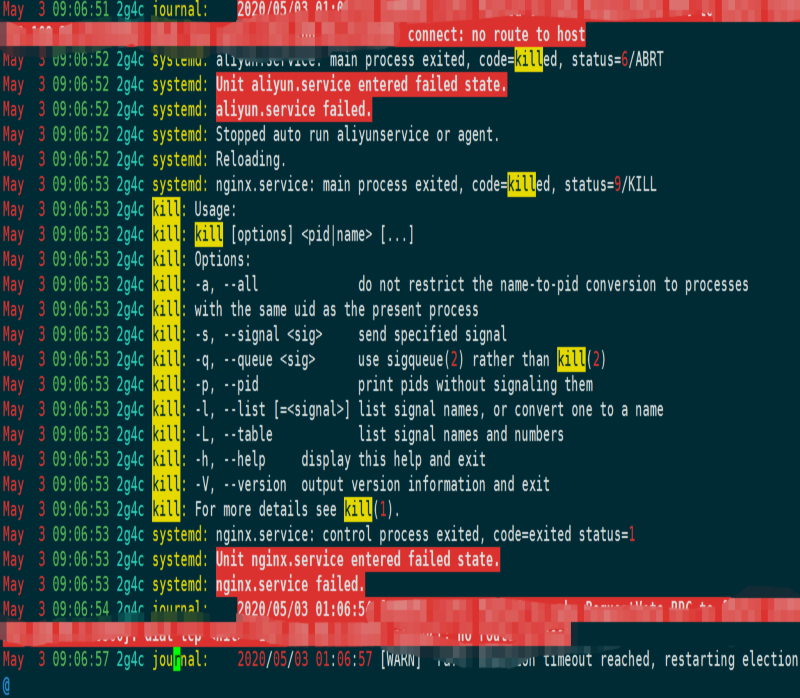 May  3 09:06:51 2g4c journal:    2020/05/03 01:0
connect: no route to host
May  3 09:06:52 2g4c systemd: aliyun.service: main process exited, code=killed, status=6/ABRT
May  3 09:06:52 2g4c systemd: Unit aliyun.service entered failed state.
May  3 09:06:52 2g4c systemd: aliyun.service failed.
May  3 09:06:52 2g4c systemd: Stopped auto run aliyunservice or agent.
May  3 09:06:52 2g4c systemd: Reloading.
May  3 09:06:53 2g4c systemd: nginx.service: main process exited, code=killed, status=9/KILL
May  3 09:06:53 2g4c kill: Usage:
May  3 09:06:53 2g4c kill: kill [options] <pid|name> [...]
May  3 09:06:53 2g4c kill: Options:
May  3 09:06:53 2g4c kill: -a, --all              do not restrict the name-to-pid conversion to processes
May  3 09:06:53 2g4c kill: with the same uid as the present process
May  3 09:06:53 2g4c kill: -s, --signal <sig>     send specified signal
May  3 09:06:53 2g4c kill: -q, --queue <sig>      use sigqueue(2) rather than kill(2)
May  3 09:06:53 2g4c kill: -p, --pid              print pids without signaling them
May  3 09:06:53 2g4c kill: -l, --list [=<signal>] list signal names, or convert one to a name
May  3 09:06:53 2g4c kill: -L, --table            list signal names and numbers
May  3 09:06:53 2g4c kill: -h, --help     display this help and exit
May  3 09:06:53 2g4c kill: -V, --version  output version information and exit
May  3 09:06:53 2g4c kill: For more details see kill(1).
May  3 09:06:53 2g4c systemd: nginx.service: control process exited, code=exited status=1
May  3 09:06:53 2g4c systemd: Unit nginx.service entered failed state.
May  3 09:06:53 2g4c systemd: nginx.service failed.
May  3 09:06:54 2g4c journal:    2020/05/03 01:06:54
dial tcp
May  3 09:06:57 2g4c journal:    2020/05/03 01:06:57 [WARN] timeout reached, restarting election
@